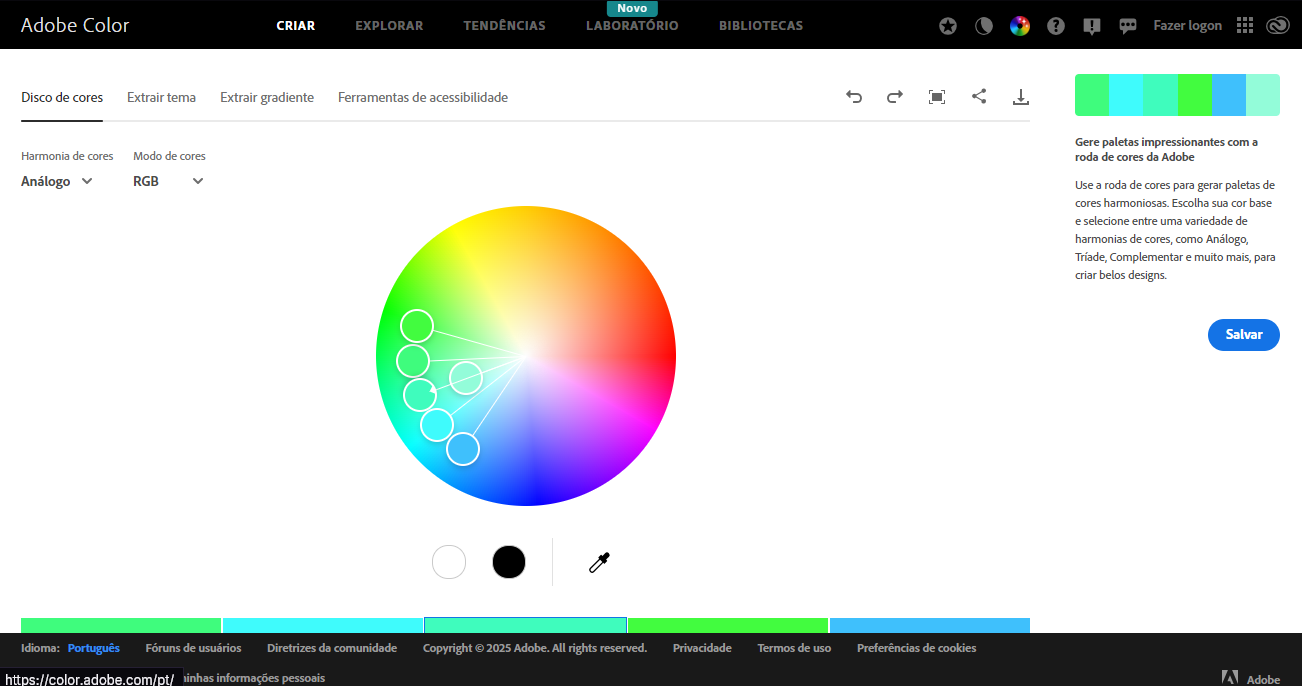 Novo
Adobe Color CRIAR EXPLORAR TENDÊNCIAS LABORATÓRIO BIBLIOTECAS Fazer logon
Disco de cores Extrair tema Extrair gradiente Ferramentas de acessibilidade
Harmonia de cores Modo de cores
Análogo RGB
Gere paletas impressionantes com a
roda de cores da Adobe
Use a roda de cores para gerar paletas de
cores harmoniosas. Escolha sua cor base
e selecione entre uma variedade de
harmonias de cores, como Análogo,
Tríade, Complementar e muito mais, para
criar belos designs.
Salvar
Idioma: Português Fóruns de usuários Diretrizes da comunidade Copyright © 2025 Adobe. All rights reserved. Privacidade Termos de uso Preferências de cookies
https://color.adobe.com/pt/ informações pessoais
Adobe